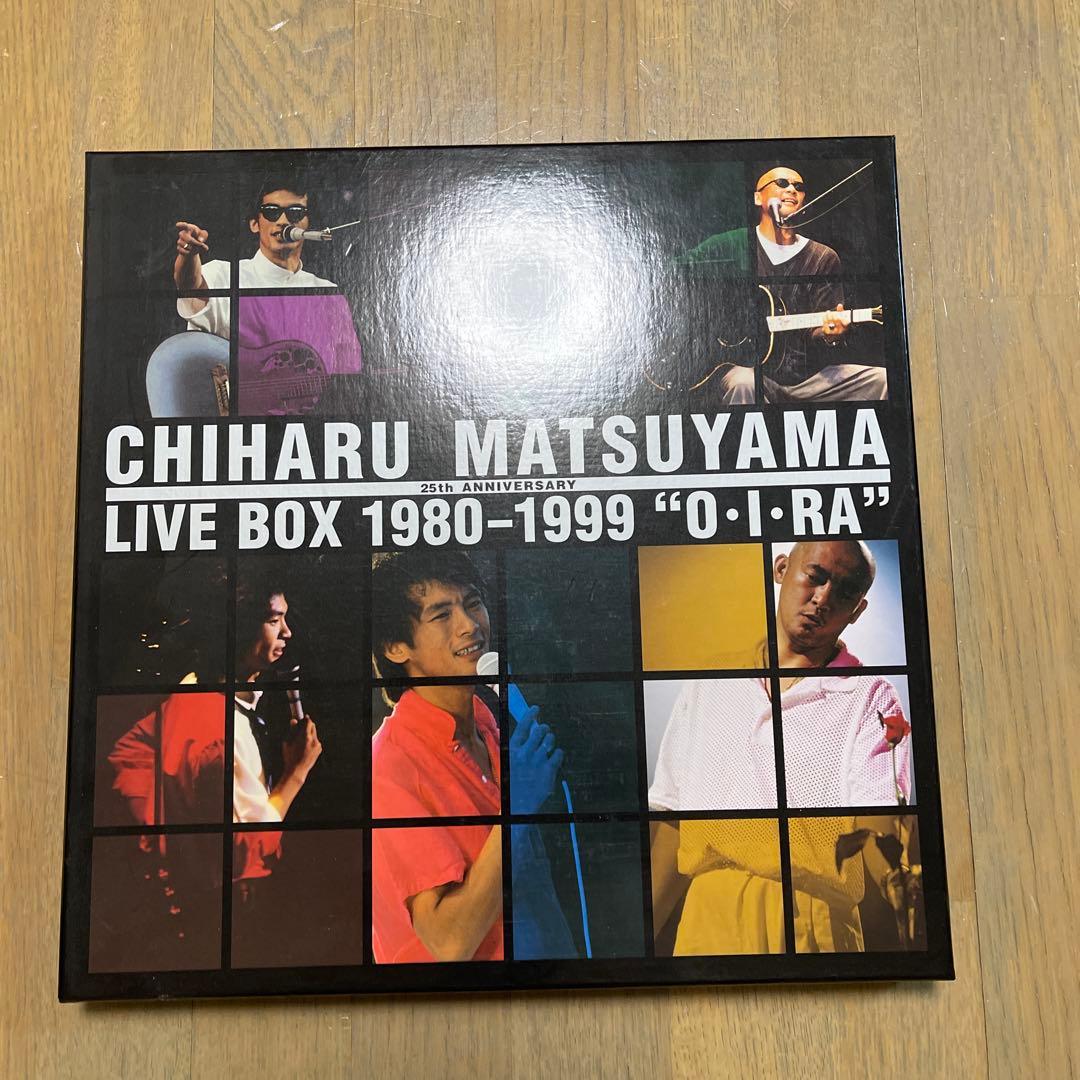 CHIHARU MATSUYAMA
25th ANNIVERSARY
LIVE BOX 1980-1999 “O·I·RA”